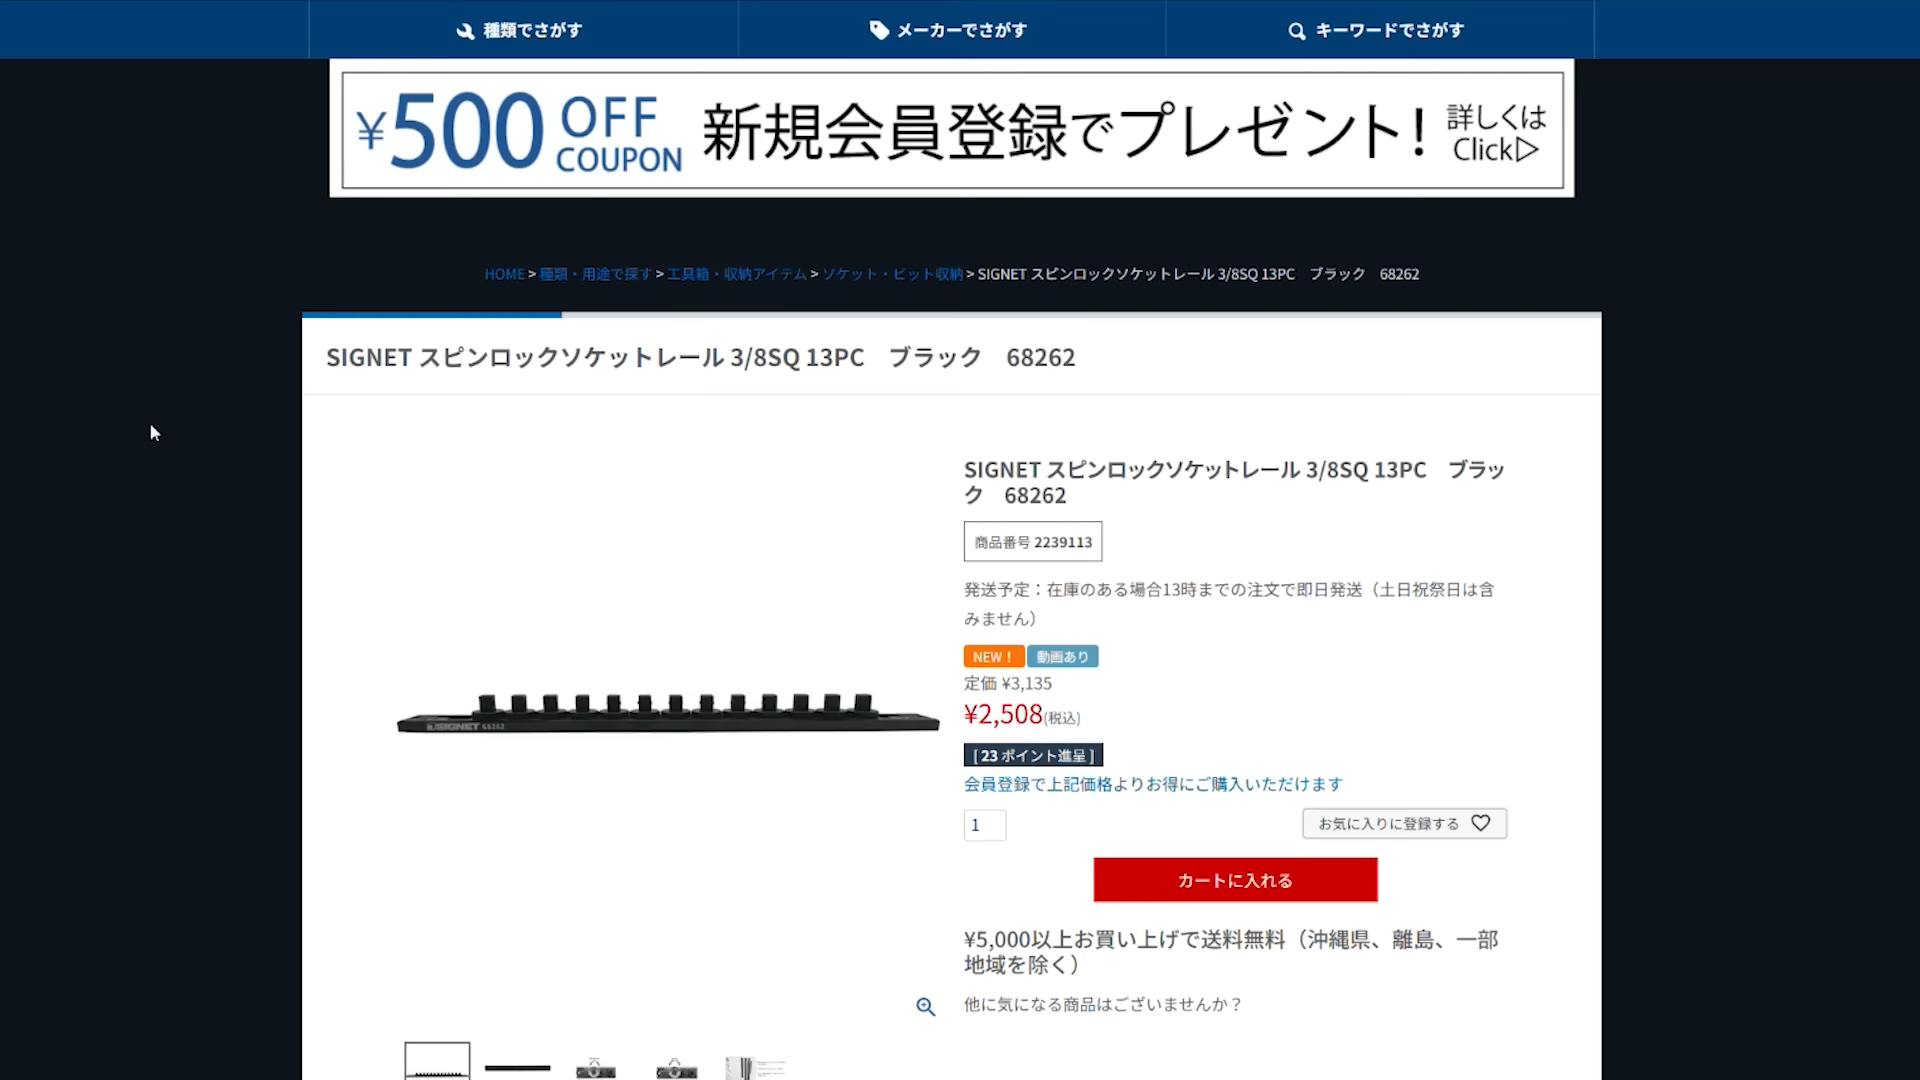 種類でさがす
メーカーでさがす
キーワードでさがす
¥500 OFF COUPON 新規会員登録でプレゼント! 詳しくは Click▷
HOME > 種類・用途で探す > 工具箱・収納アイテム > ソケット・ビット収納 > SIGNET スピンロックソケットレール 3/8SQ 13PC　ブラック　68262
SIGNET スピンロックソケットレール 3/8SQ 13PC　ブラック　68262
SIGNET スピンロックソケットレール 3/8SQ 13PC　ブラッ
ク　68262
商品番号 2239113
発送予定：在庫のある場合13時までの注文で即日発送（土日祝祭日は含
みません）
NEW！ 動画あり
定価 ¥3,135
¥2,508(税込)
[ 23 ポイント進呈 ]
会員登録で上記価格よりお得にご購入いただけます
1
お気に入りに登録する
カートに入れる
¥5,000以上お買い上げで送料無料（沖縄県、離島、一部
地域を除く）
他に気になる商品はございませんか？
SIGNET 68262